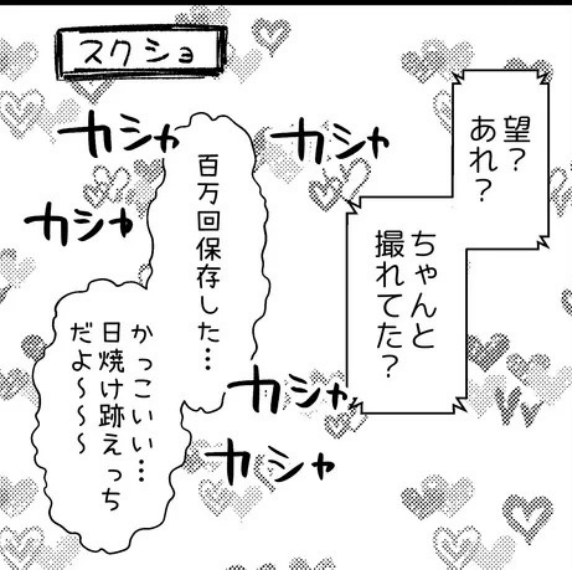 スクショ
望？
あれ？
ちゃんと
撮れてた？
カシャ
カシャ
カシャ
百万回保存した…
かっこいい…
日焼け跡えっち
だよ～～～
カシャ
カシャ